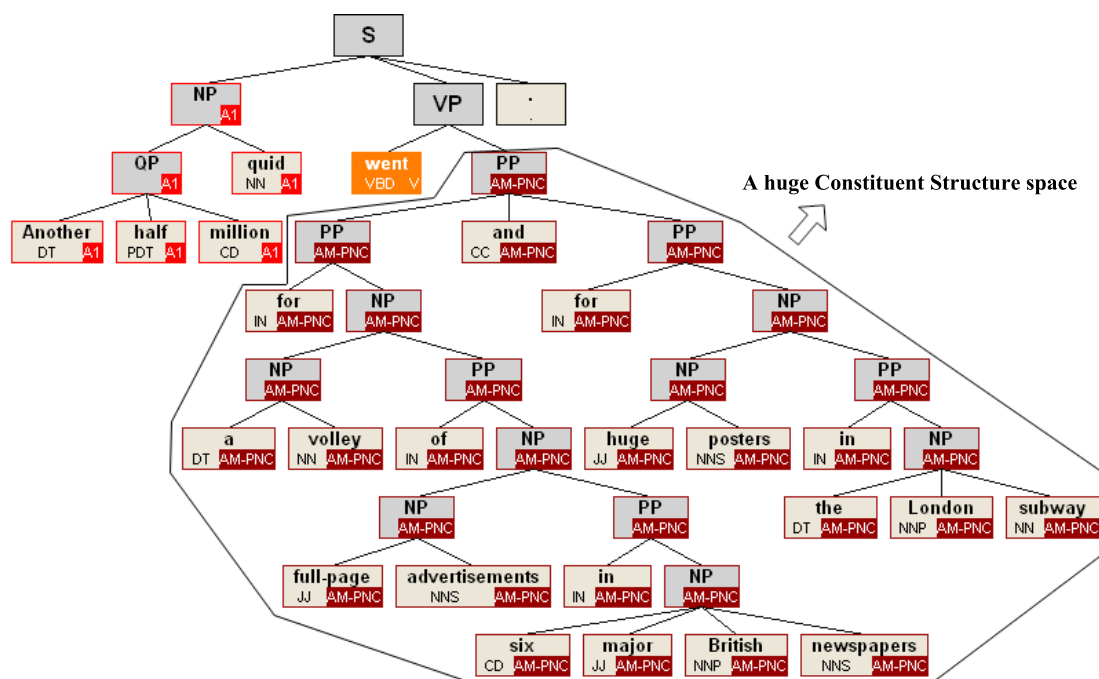 S
NP A1
VP
. .
QP A1
quid NN A1
went VBD V
PP AM-PNC
A huge Constituent Structure space
Another DT A1
half PDT A1
million CD A1
PP AM-PNC
and CC AM-PNC
PP AM-PNC
for IN AM-PNC
NP AM-PNC
for IN AM-PNC
NP AM-PNC
NP AM-PNC
PP AM-PNC
NP AM-PNC
PP AM-PNC
a DT AM-PNC
volley NN AM-PNC
of IN AM-PNC
NP AM-PNC
huge JJ AM-PNC
posters NNS AM-PNC
in IN AM-PNC
NP AM-PNC
NP AM-PNC
PP AM-PNC
the DT AM-PNC
London NNP AM-PNC
subway NN AM-PNC
full-page JJ AM-PNC
advertisements NNS AM-PNC
in IN AM-PNC
NP AM-PNC
six CD AM-PNC
major JJ AM-PNC
British NNP AM-PNC
newspapers NNS AM-PNC